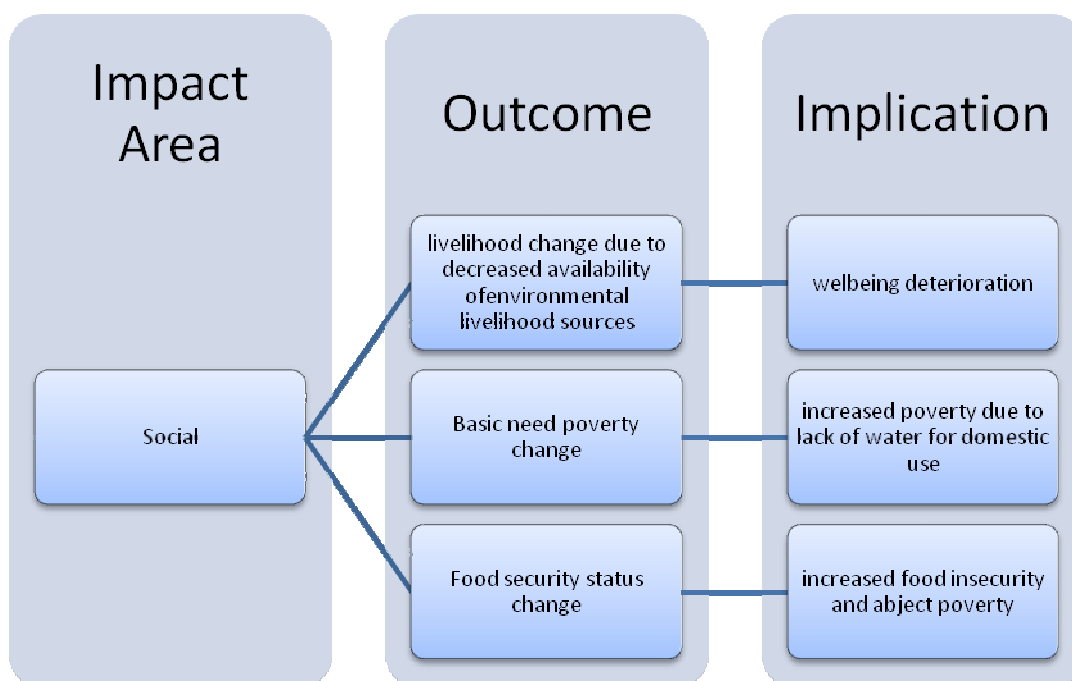 Impact
Area
Outcome
Implication
livelihood change due to
decreased availability
ofenvironmental
livelihood sources
welbeing deterioration
Social
Basic need poverty
change
increased poverty due to
lack of water for domestic
use
Food security status
change
increased food insecurity
and abject poverty